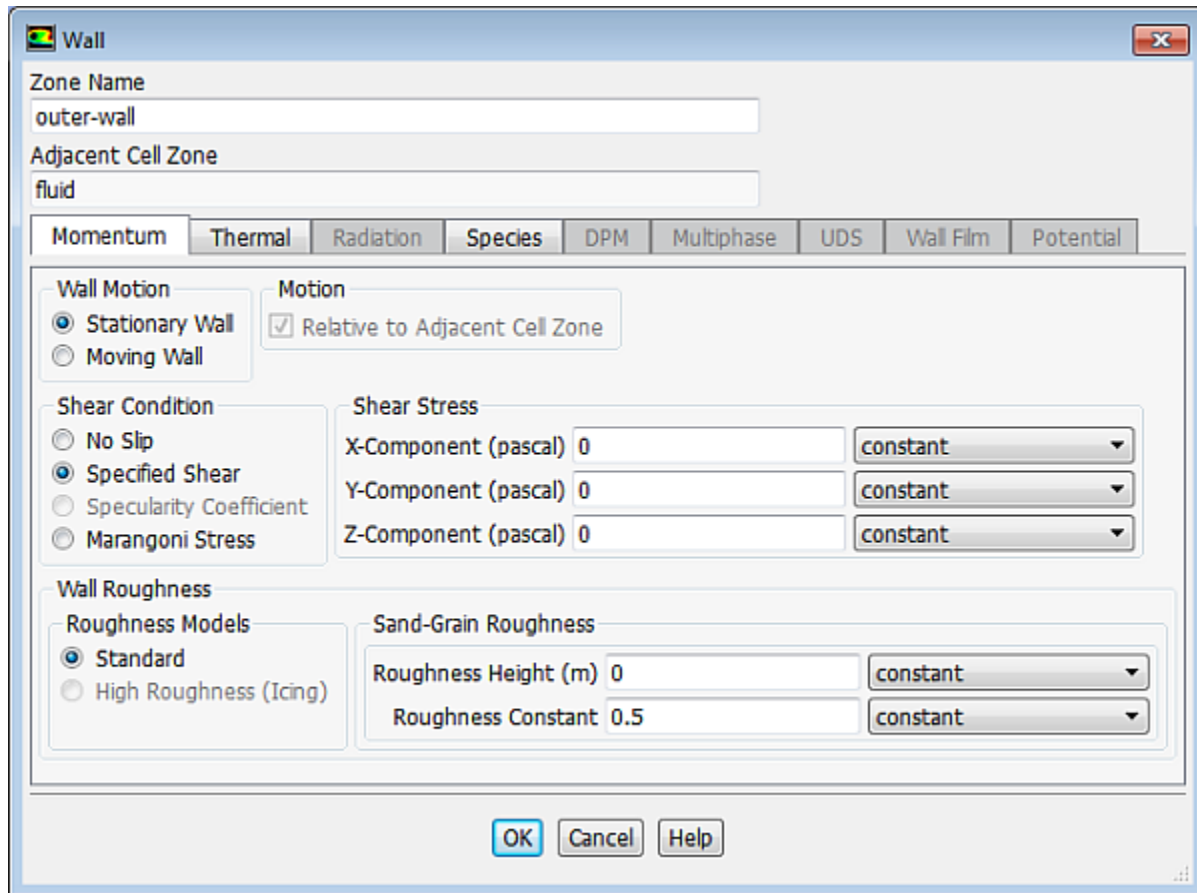 Wall
Zone Name
outer-wall
Adjacent Cell Zone
fluid
Momentum Thermal Radiation Species DPM Multiphase UDS Wall Film Potential
Wall Motion
Stationary Wall
Moving Wall
Motion
Relative to Adjacent Cell Zone
Shear Condition
No Slip
Specified Shear
Specularity Coefficient
Marangoni Stress
Shear Stress
X-Component (pascal) 0 constant
Y-Component (pascal) 0 constant
Z-Component (pascal) 0 constant
Wall Roughness
Roughness Models
Standard
High Roughness (Icing)
Sand-Grain Roughness
Roughness Height (m) 0 constant
Roughness Constant 0.5 constant
OK Cancel Help